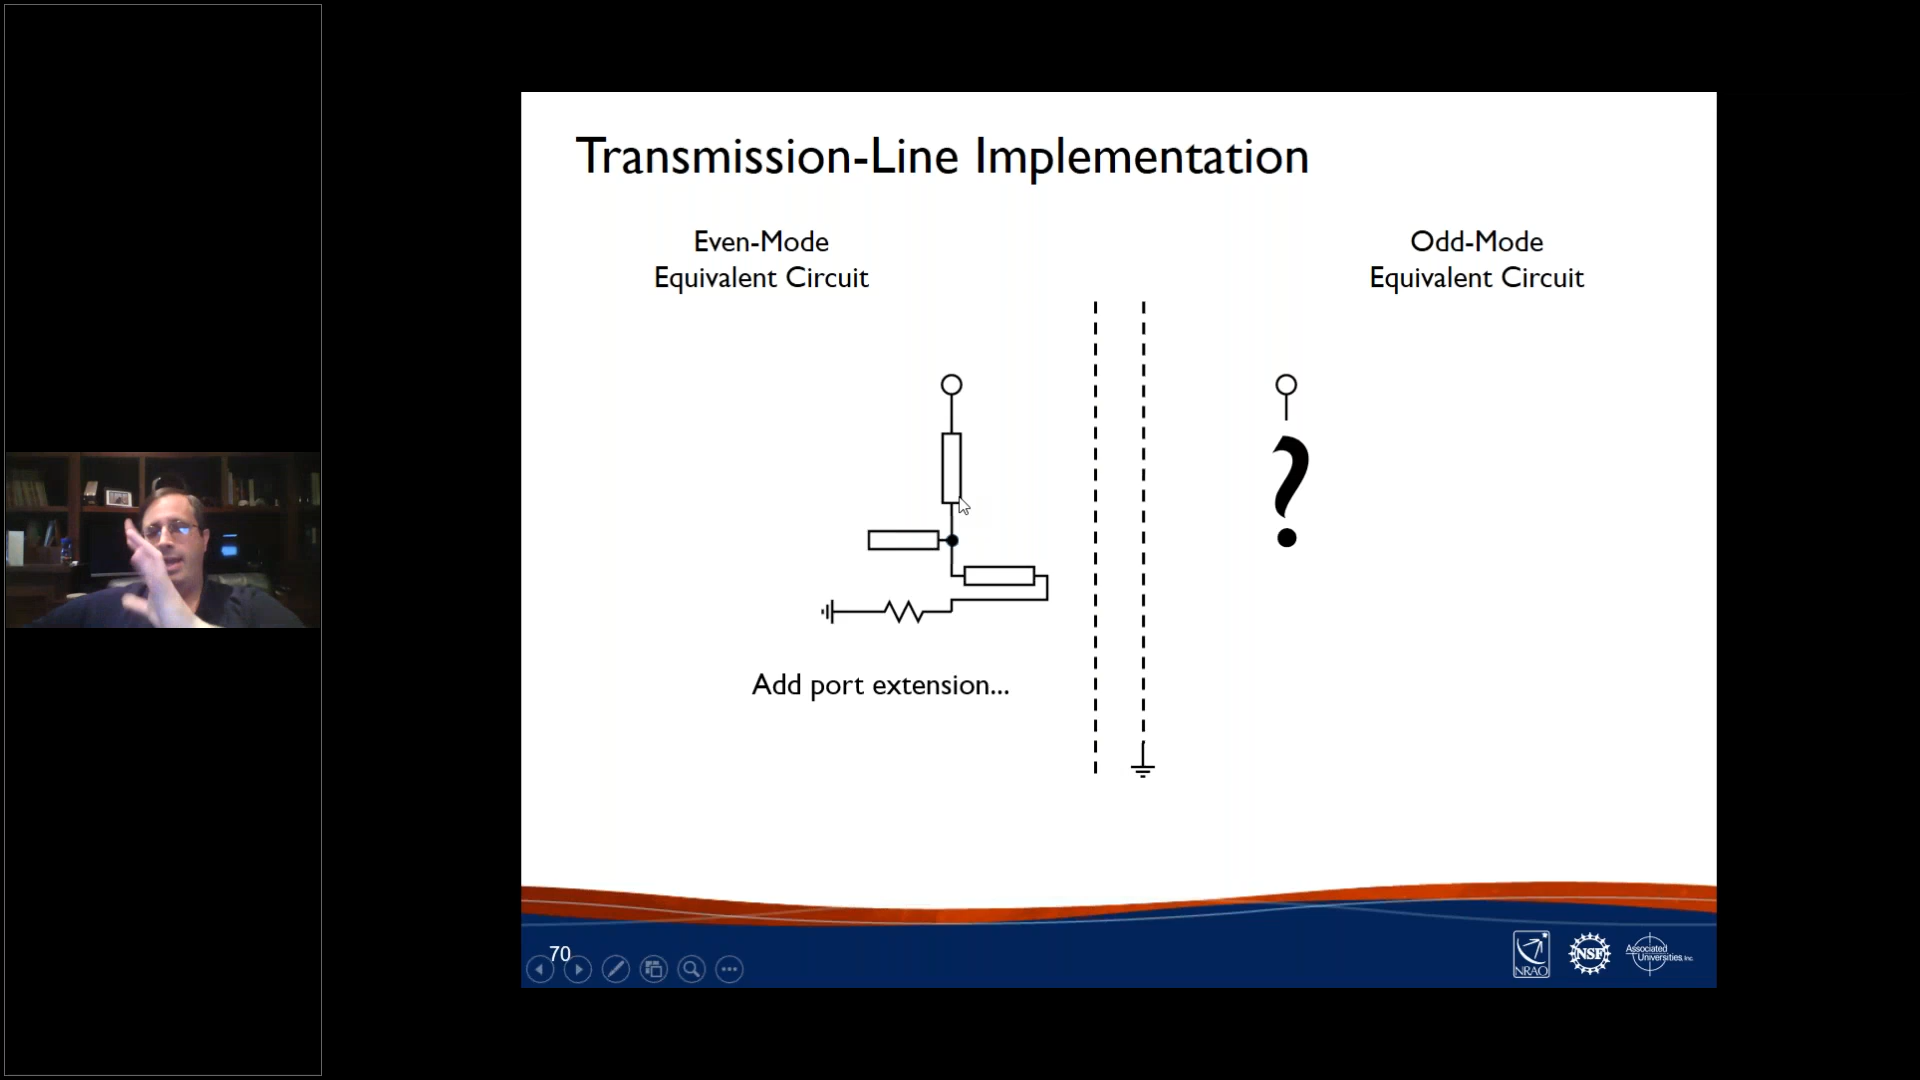 Transmission-Line Implementation
Even-Mode
Equivalent Circuit
Odd-Mode
Equivalent Circuit
?
Add port extension...
70
NRAO
NSF
Associated
Universities, Inc.